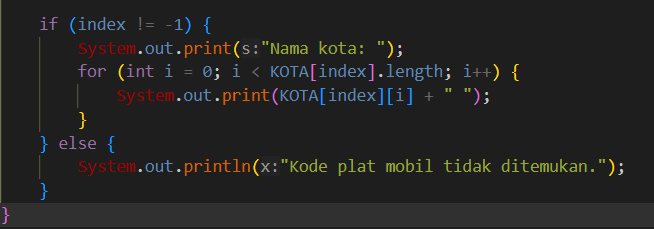 if (index != -1) {
System.out.print(s:"Nama kota: ");
for (int i = 0; i < KOTA[index].length; i++) {
System.out.print(KOTA[index][i] + " ");
}
} else {
System.out.println(x:"Kode plat mobil tidak ditemukan.");
}
}